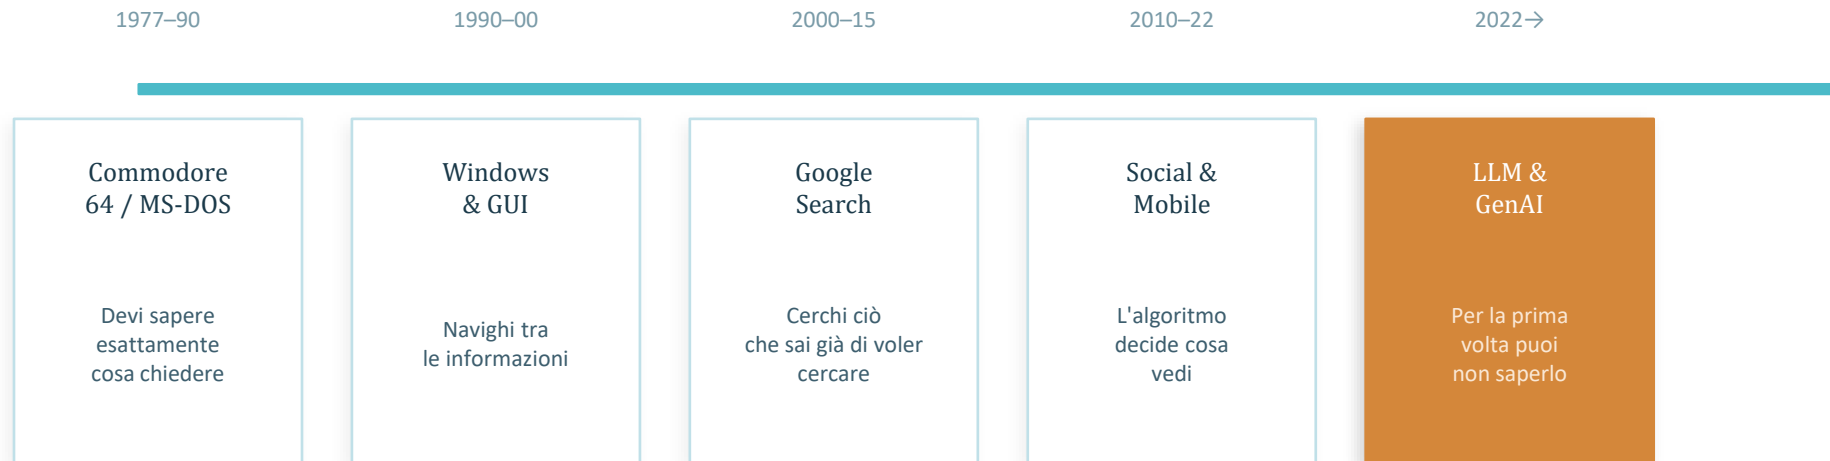 1977–90
1990–00
2000–15
2010–22
2022→
Commodore
64 / MS-DOS
Devi sapere
esattamente
cosa chiedere
Windows
& GUI
Navighi tra
le informazioni
Google
Search
Cerchi ciò
che sai già di voler
cercare
Social &
Mobile
L'algoritmo
decide cosa
vedi
LLM &
GenAI
Per la prima
volta puoi
non saperlo